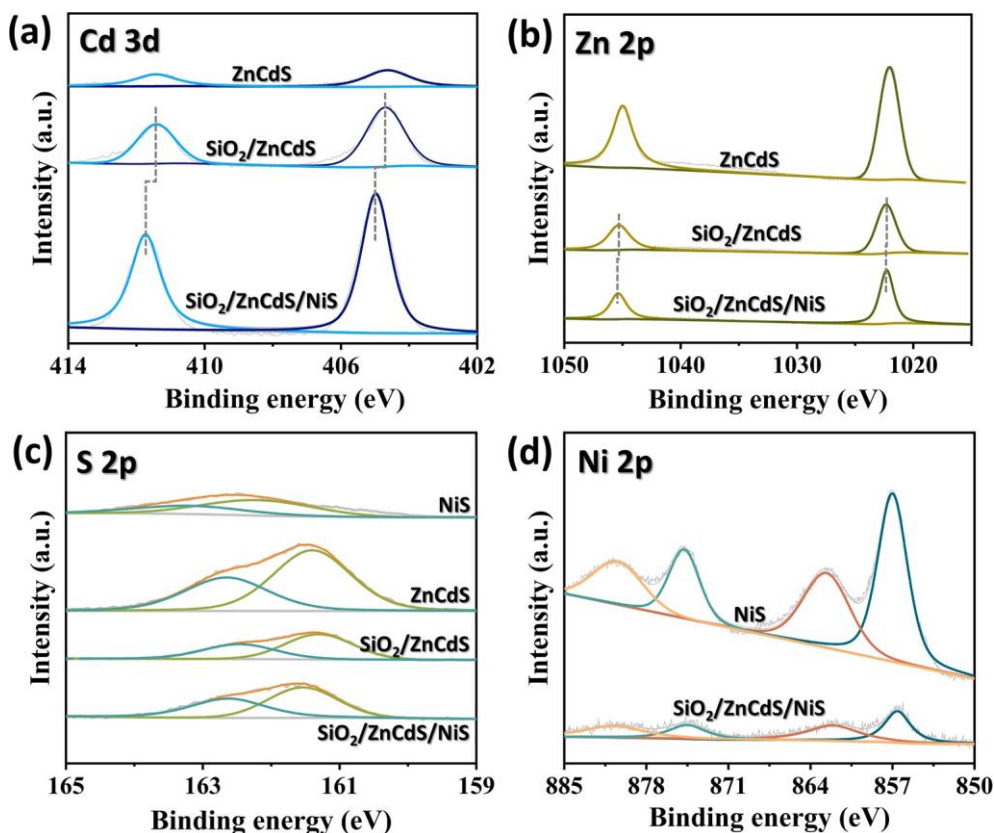 (a) Cd 3d
ZnCdS
SiO₂/ZnCdS
SiO₂/ZnCdS/NiS
Intensity (a.u.)
414 410 406 402
Binding energy (eV)
(b) Zn 2p
ZnCdS
SiO₂/ZnCdS
SiO₂/ZnCdS/NiS
Intensity (a.u.)
1050 1040 1030 1020
Binding energy (eV)
(c) S 2p
NiS
ZnCdS
SiO₂/ZnCdS
SiO₂/ZnCdS/NiS
Intensity (a.u.)
165 163 161 159
Binding energy (eV)
(d) Ni 2p
NiS
SiO₂/ZnCdS/NiS
Intensity (a.u.)
885 878 871 864 857 850
Binding energy (eV)